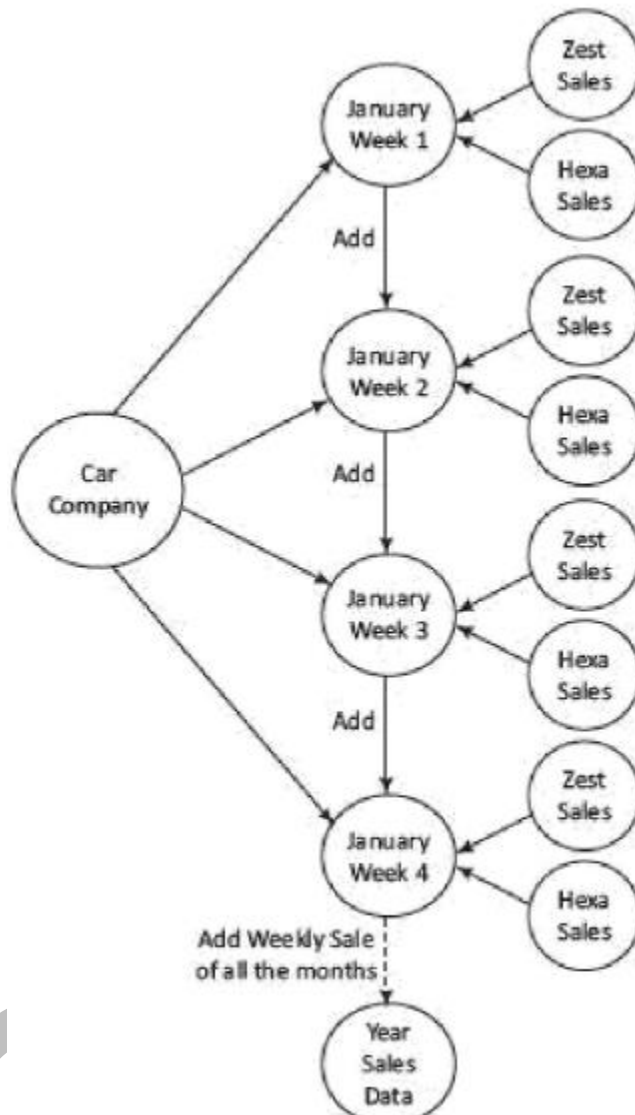 Zest
Sales
January
Week 1
Hexa
Sales
Add
Zest
Sales
January
Week 2
Hexa
Sales
Car
Company
Add
Zest
Sales
January
Week 3
Hexa
Sales
Add
Zest
Sales
January
Week 4
Hexa
Sales
Add Weekly Sale
of all the months
Year
Sales
Data